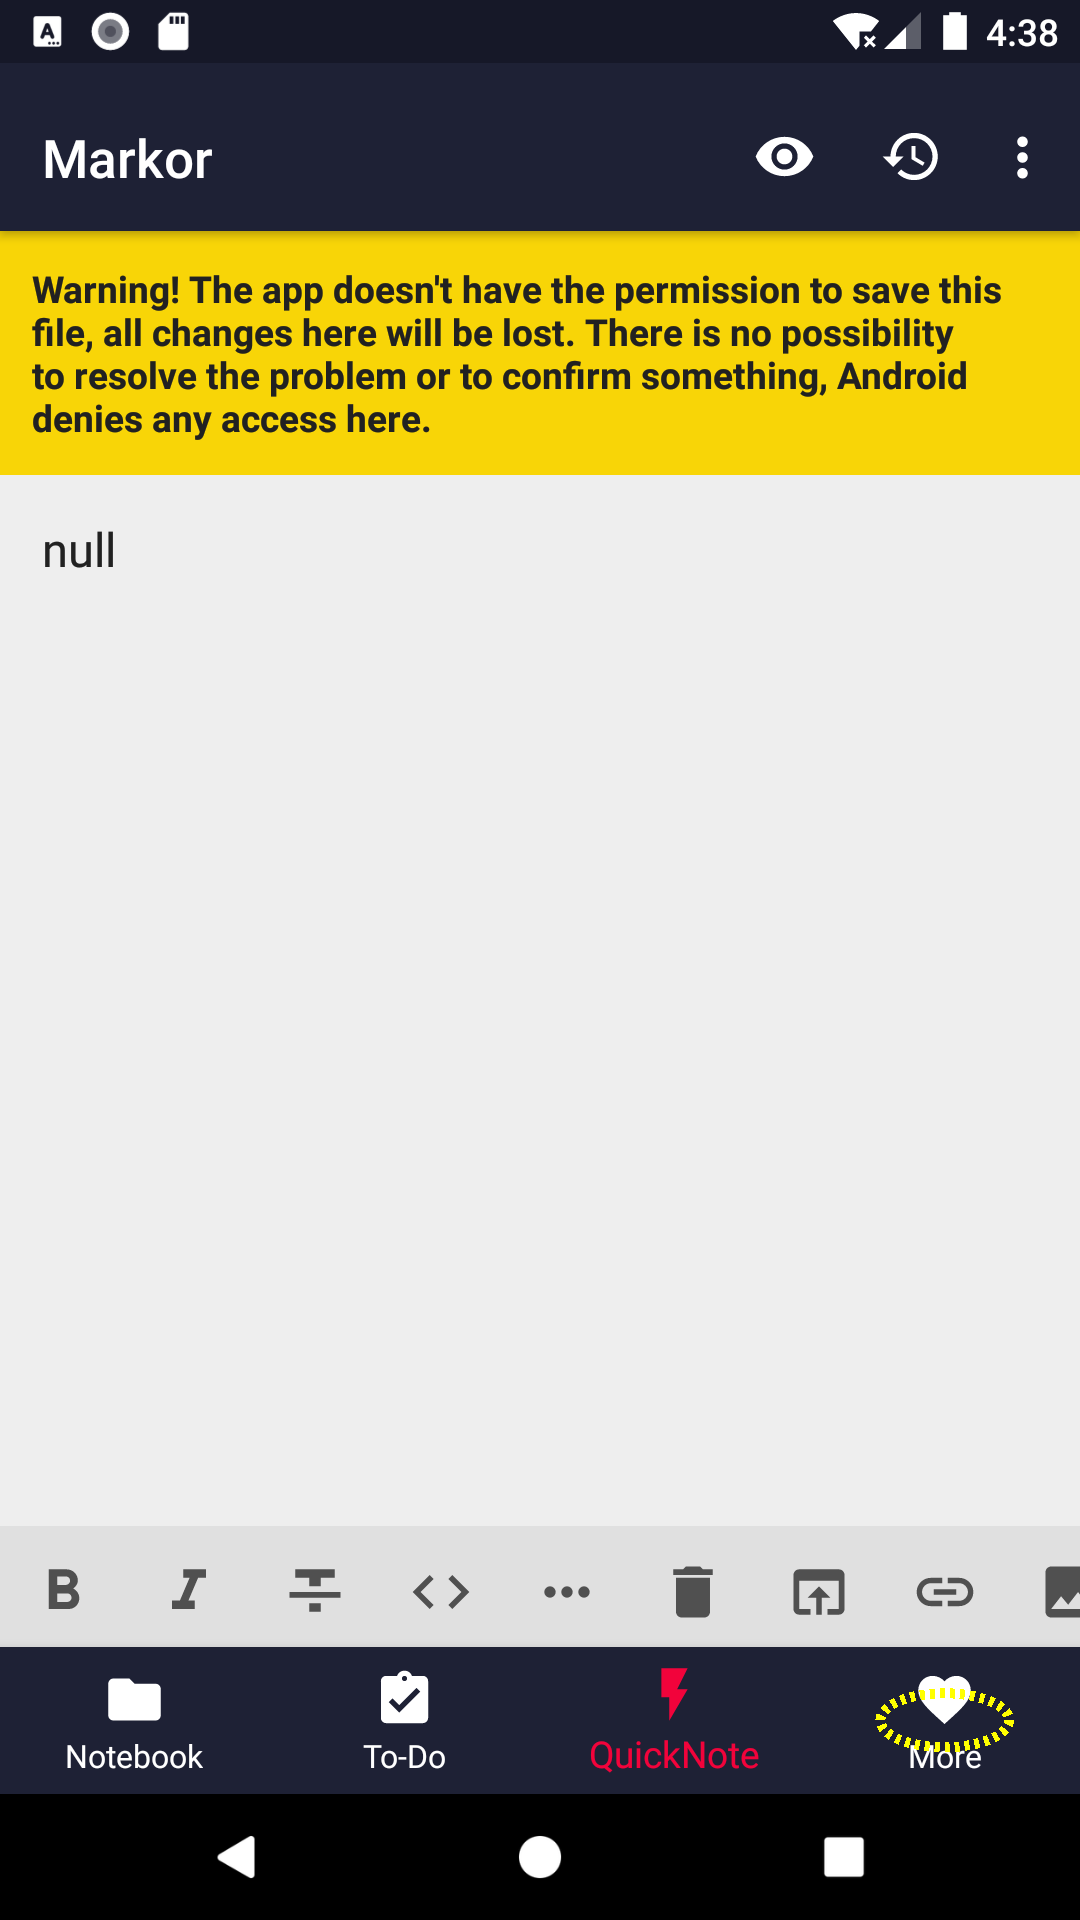 4:38
Markor
Warning! The app doesn't have the permission to save this
file, all changes here will be lost. There is no possibility
to resolve the problem or to confirm something, Android
denies any access here.
null
Notebook
To-Do
QuickNote
More